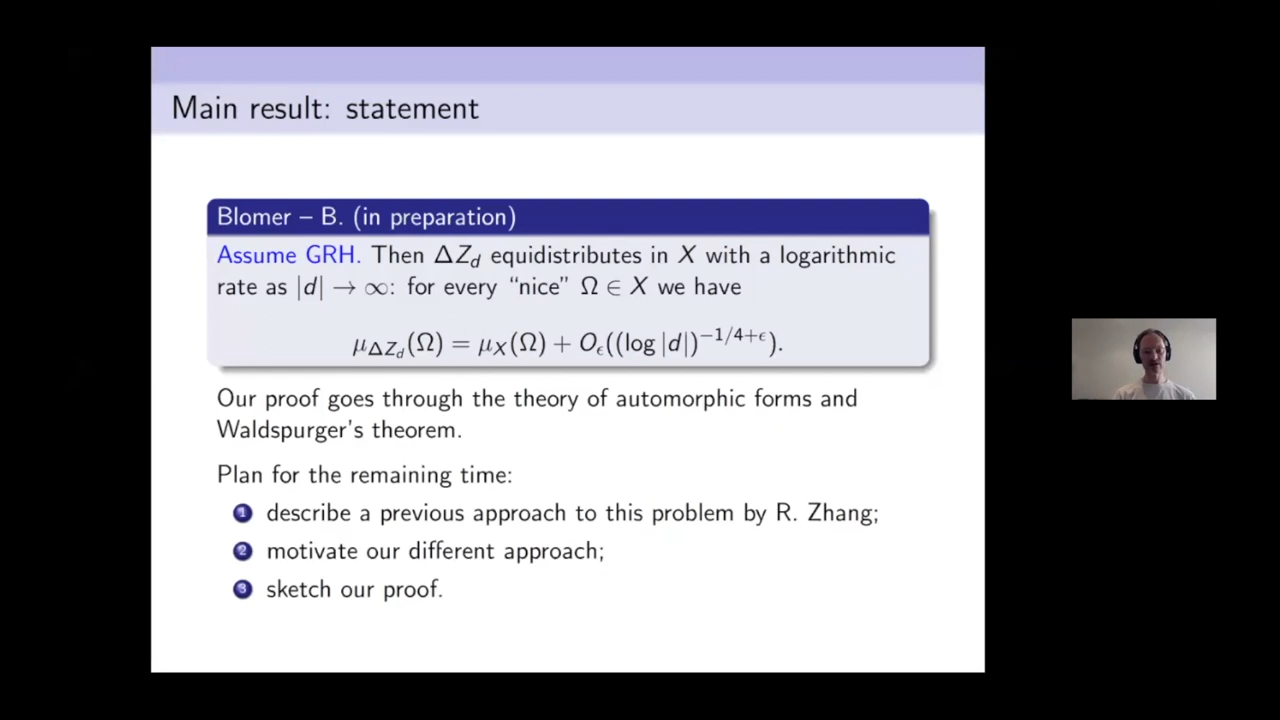 Main result: statement
Blomer – B. (in preparation)
Assume GRH. Then ΔZ_d equidistributes in X with a logarithmic
rate as |d| → ∞: for every “nice” Ω ∈ X we have
μ_{ΔZ_d}(Ω) = μ_X(Ω) + O_ϵ((log |d|)^{−1/4+ϵ}).
Our proof goes through the theory of automorphic forms and
Waldspurger's theorem.
Plan for the remaining time:
1 describe a previous approach to this problem by R. Zhang;
2 motivate our different approach;
3 sketch our proof.